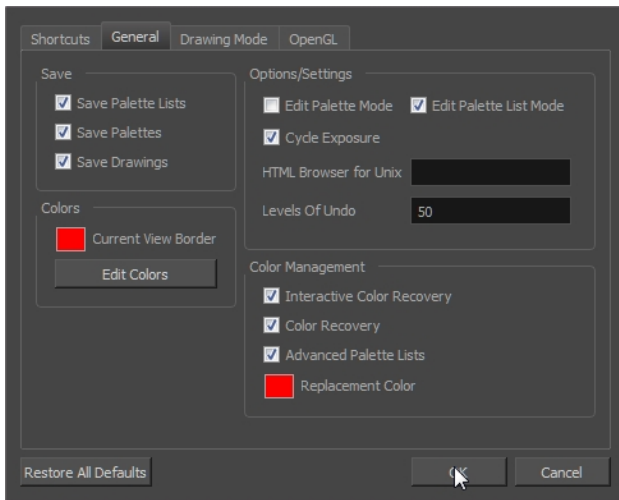 Shortcuts General Drawing Mode OpenGL
Save
Save Palette Lists
Save Palettes
Save Drawings
Colors
Current View Border
Edit Colors
Options/Settings
Edit Palette Mode Edit Palette List Mode
Cycle Exposure
HTML Browser for Unix
Levels Of Undo 50
Color Management
Interactive Color Recovery
Color Recovery
Advanced Palette Lists
Replacement Color
Restore All Defaults OK Cancel